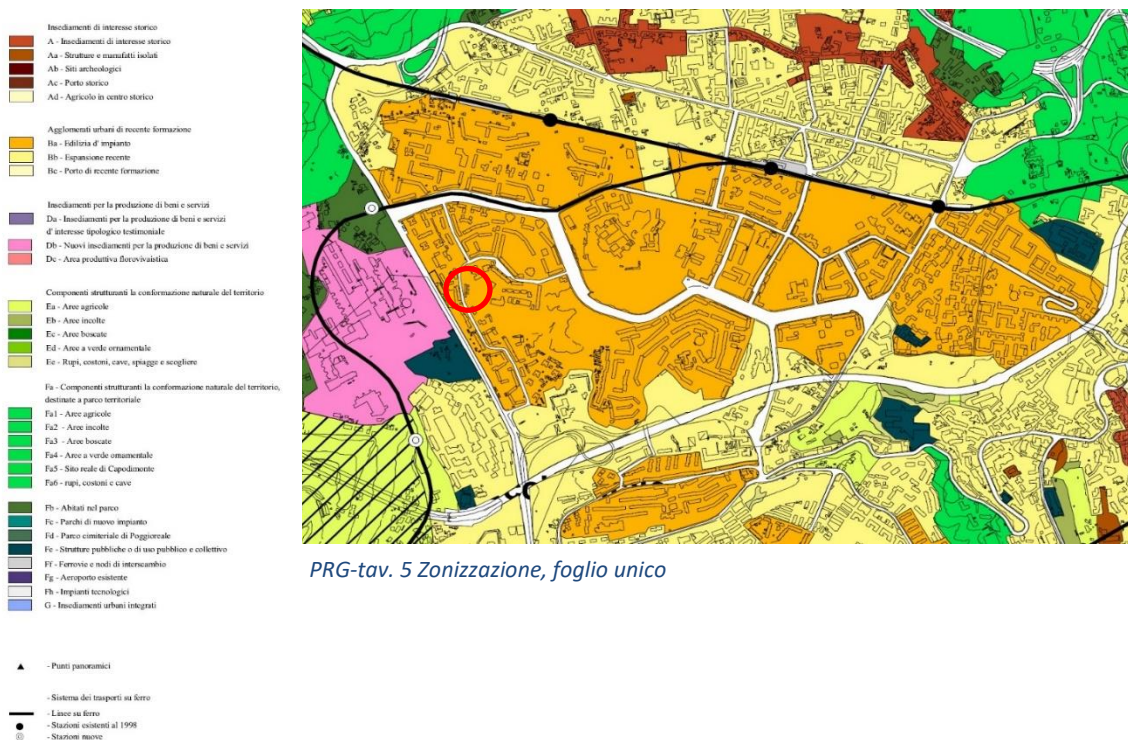 Insediamenti di interesse storico
A - Insediamenti di interesse storico
Aa - Strutture e manufatti isolati
Ab - Siti archeologici
Ac - Porto storico
Ad - Agricolo in centro storico
Agglomerati urbani di recente formazione
Ba - Edilizia d' impianto
Bb - Espansione recente
Bc - Porto di recente formazione
Insediamenti per la produzione di beni e servizi
Da - Insediamenti per la produzione di beni e servizi
d' interesse tipologico testimoniale
Db - Nuovi insediamenti per la produzione di beni e servizi
Dc - Area produttiva florovivaistica
Componenti strutturanti la conformazione naturale del territorio
Ea - Aree agricole
Eb - Aree incolte
Ec - Aree boscate
Ed - Aree a verde ornamentale
Ee - Rupi, costoni, cave, spiagge e scogliere
Fa - Componenti strutturanti la conformazione naturale del territorio,
destinate a parco territoriale
Fa1 - Aree agricole
Fa2 - Aree incolte
Fa3 - Aree boscate
Fa4 - Aree a verde ornamentale
Fa5 - Sito reale di Capodimonte
Fa6 - rupi, costoni e cave
Fb - Abitati nel parco
Fc - Parchi di nuovo impianto
Fd - Parco cimiteriale di Poggioreale
Fe - Strutture pubbliche o di uso pubblico e collettivo
Ff - Ferrovie e nodi di interscambio
Fg - Aeroporto esistente
Fh - Impianti tecnologici
G - Insediamenti urbani integrati
- Punti panoramici
- Sistema dei trasporti su ferro
- Linee su ferro
- Stazioni esistenti al 1998
- Stazioni nuove
PRG-tav. 5 Zonizzazione, foglio unico